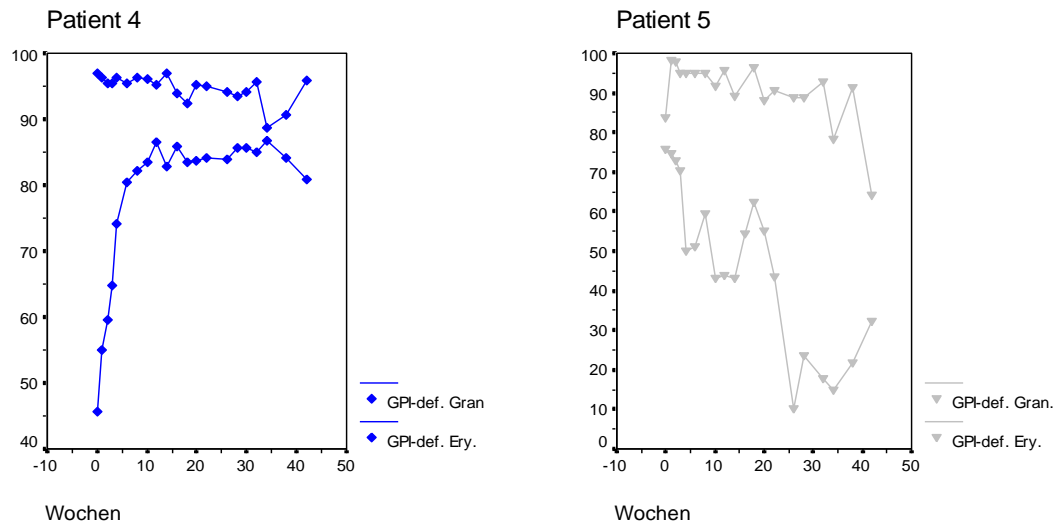 Patient 4
100
90
80
70
60
50
40
-10 0 10 20 30 40 50
Wochen
GPI-def. Gran
GPI-def. Ery.
Patient 5
100
90
80
70
60
50
40
30
20
10
0
-10 0 10 20 30 40 50
Wochen
GPI-def. Gran.
GPI-def. Ery.